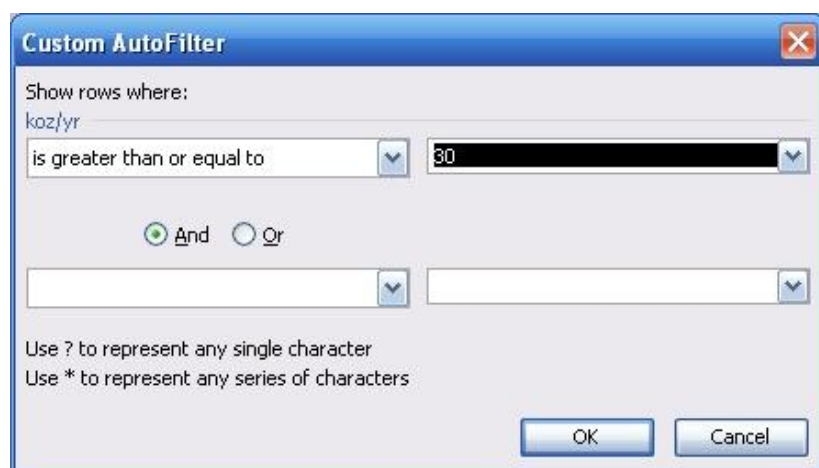 Custom AutoFilter
Show rows where:
koz/yr
is greater than or equal to 30
And Or
Use ? to represent any single character
Use * to represent any series of characters
OK Cancel